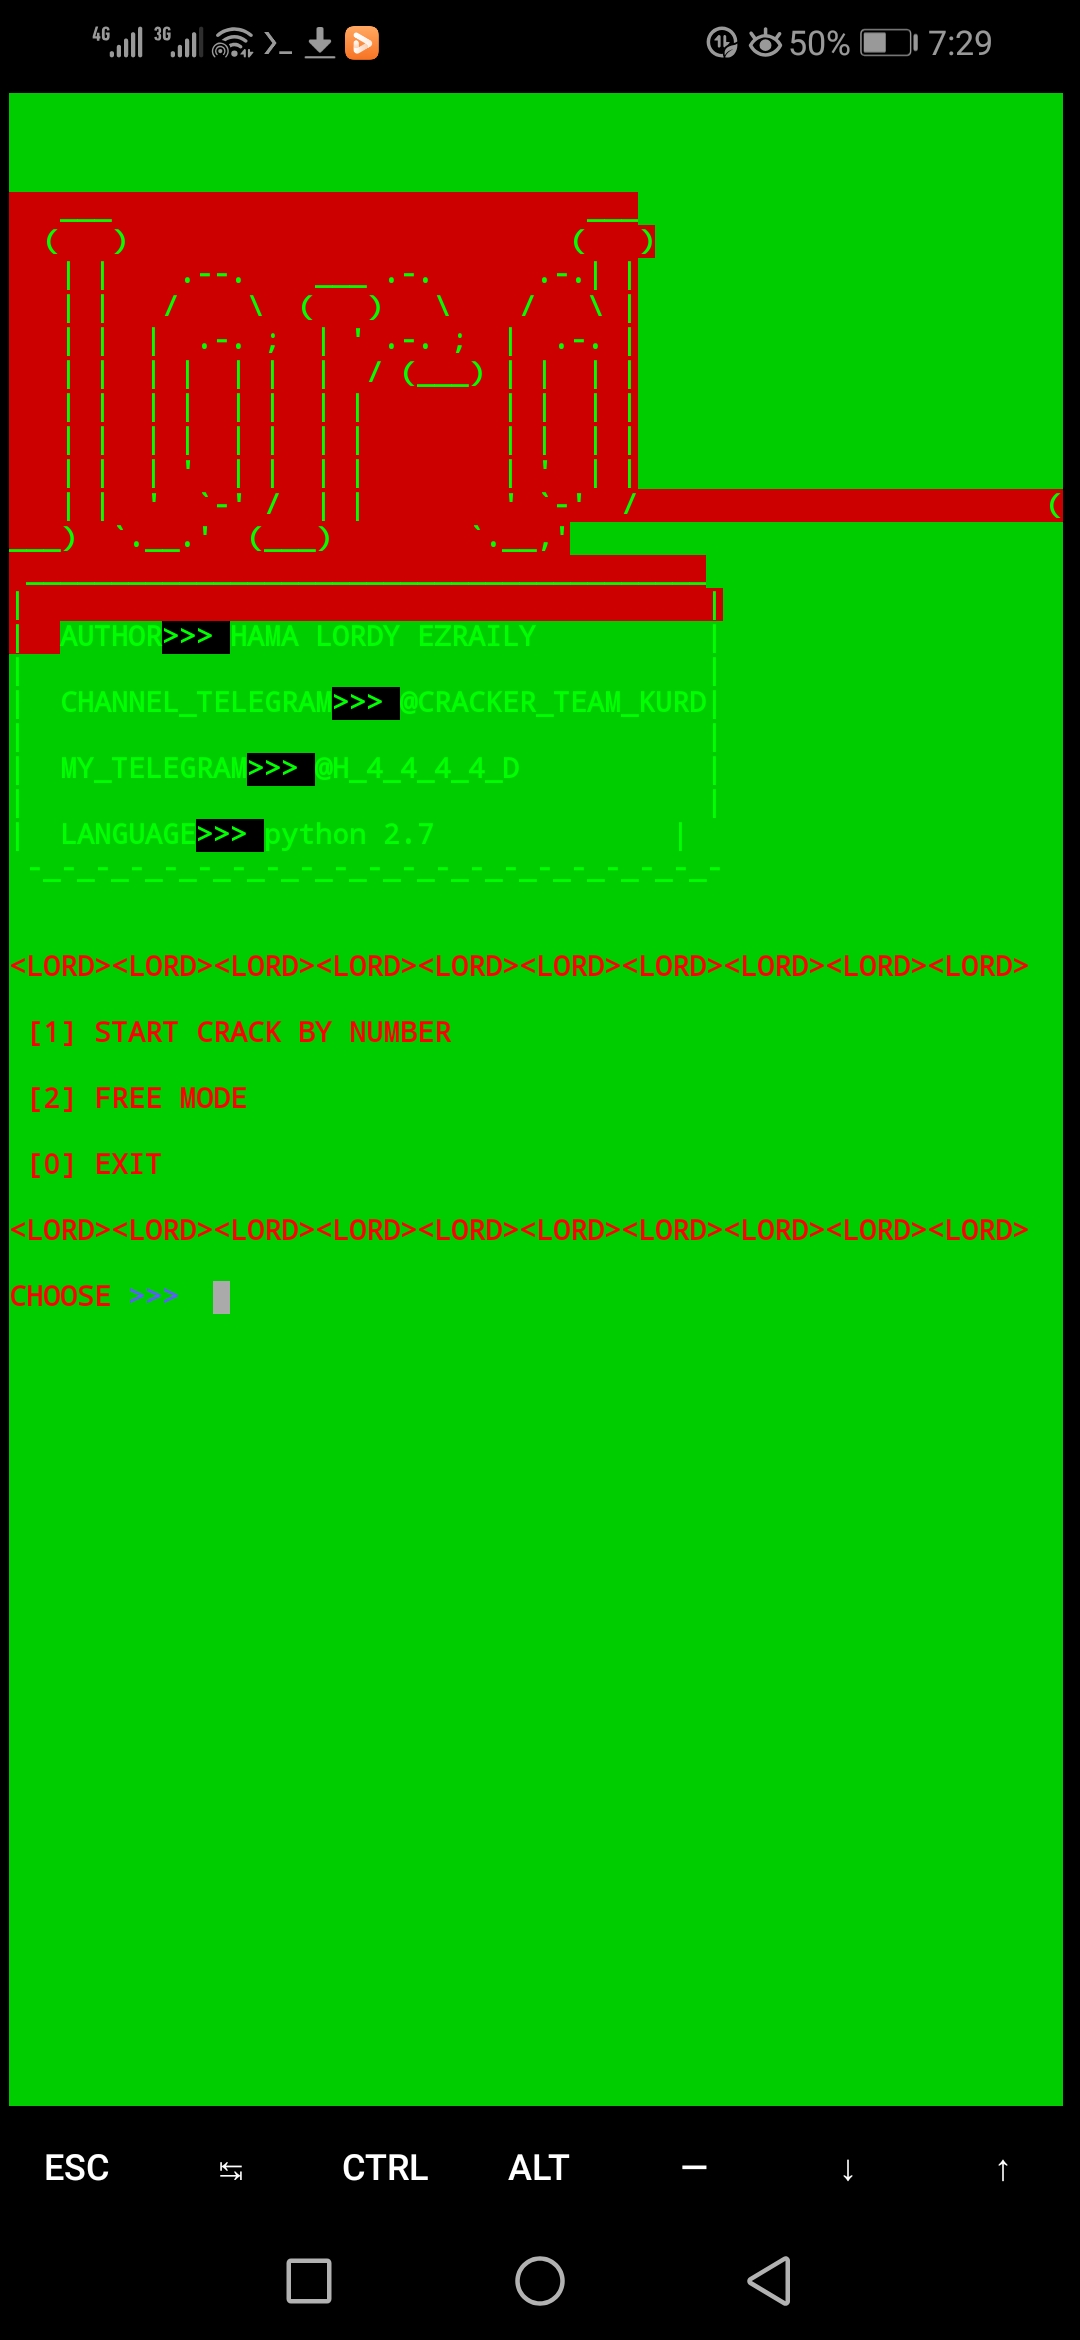 4G 3G 50% 7:29
AUTHOR>>> HAMA LORDY EZRAILY
CHANNEL_TELEGRAM>>> @CRACKER_TEAM_KURD
MY_TELEGRAM>>> @H_4_4_4_4_D
LANGUAGE>>> python 2.7
<LORD><LORD><LORD><LORD><LORD><LORD><LORD><LORD><LORD><LORD>
[1] START CRACK BY NUMBER
[2] FREE MODE
[0] EXIT
<LORD><LORD><LORD><LORD><LORD><LORD><LORD><LORD><LORD><LORD>
CHOOSE >>>
ESC ↹ CTRL ALT — ↓ ↑